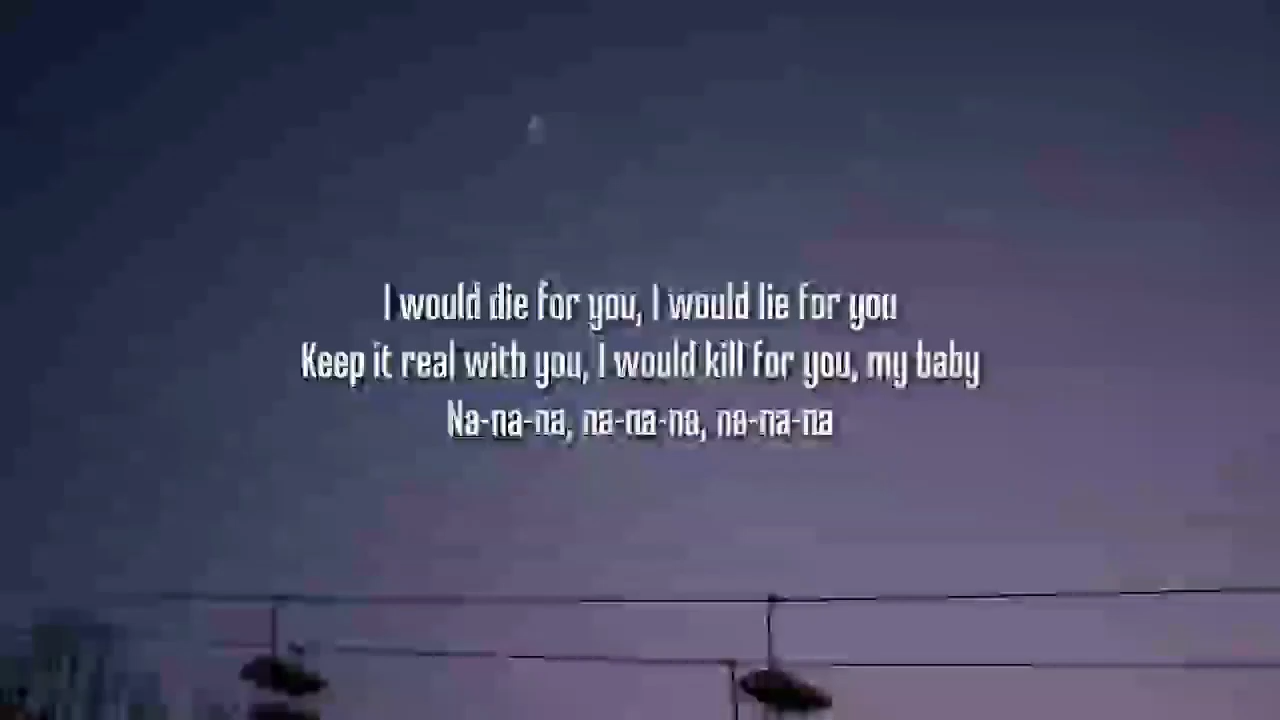 I would die for you, I would lie for you
Keep it real with you, I would kill for you, my baby
Na-na-na, na-na-na, na-na-na